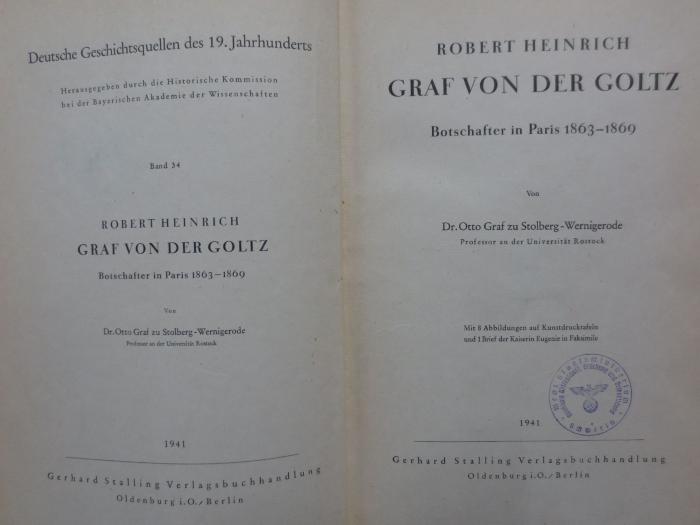 Deutsche Geschichtsquellen des 19. Jahrhunderts
Herausgegeben durch die Historische Kommission
bei der Bayerischen Akademie der Wissenschaften
Band 34
ROBERT HEINRICH
GRAF VON DER GOLTZ
Botschafter in Paris 1863–1869
Von
Dr. Otto Graf zu Stolberg-Wernigerode
Professor an der Universität Rostock
1941
Gerhard Stalling Verlagsbuchhandlung
Oldenburg i.O./Berlin
ROBERT HEINRICH
GRAF VON DER GOLTZ
Botschafter in Paris 1863–1869
Von
Dr. Otto Graf zu Stolberg-Wernigerode
Professor an der Universität Rostock
Mit 8 Abbildungen auf Kunstdrucktafeln
und 1 Brief der Kaiserin Eugenie in Faksimile
1941
Gerhard Stalling Verlagsbuchhandlung
Oldenburg i.O./Berlin